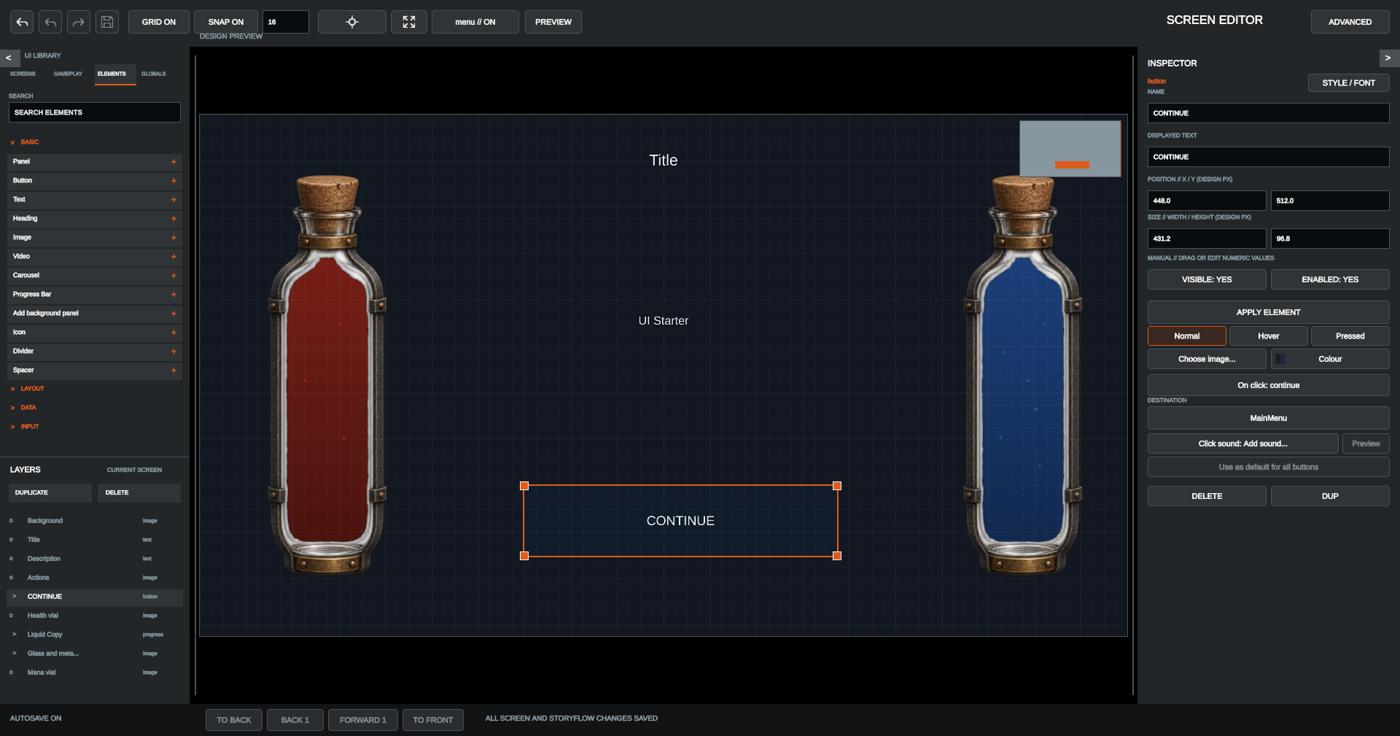 GRID ON
SNAP ON
16
menu // ON
PREVIEW
SCREEN EDITOR
ADVANCED
DESIGN PREVIEW
<
UI LIBRARY
SCREENS
GAMEPLAY
ELEMENTS
GLOBALS
SEARCH
SEARCH ELEMENTS
v BASIC
Panel +
Button +
Text +
Heading +
Image +
Video +
Carousel +
Progress Bar +
Add background panel +
Icon +
Divider +
Spacer +
> LAYOUT
> DATA
> INPUT
LAYERS
CURRENT SCREEN
DUPLICATE
DELETE
o Background image
o Title text
o Description text
o Actions image
> CONTINUE button
o Health vial image
> Liquid Copy progress
> Glass and meta... image
o Mana vial image
Title
UI Starter
CONTINUE
>
INSPECTOR
button
STYLE / FONT
NAME
CONTINUE
DISPLAYED TEXT
CONTINUE
POSITION // X / Y (DESIGN PX)
448.0
512.0
SIZE // WIDTH / HEIGHT (DESIGN PX)
431.2
96.8
MANUAL // DRAG OR EDIT NUMERIC VALUES
VISIBLE: YES
ENABLED: YES
APPLY ELEMENT
Normal
Hover
Pressed
Choose image...
Colour
On click: continue
DESTINATION
MainMenu
Click sound: Add sound...
Preview
Use as default for all buttons
DELETE
DUP
AUTOSAVE ON
TO BACK
BACK 1
FORWARD 1
TO FRONT
ALL SCREEN AND STORYFLOW CHANGES SAVED